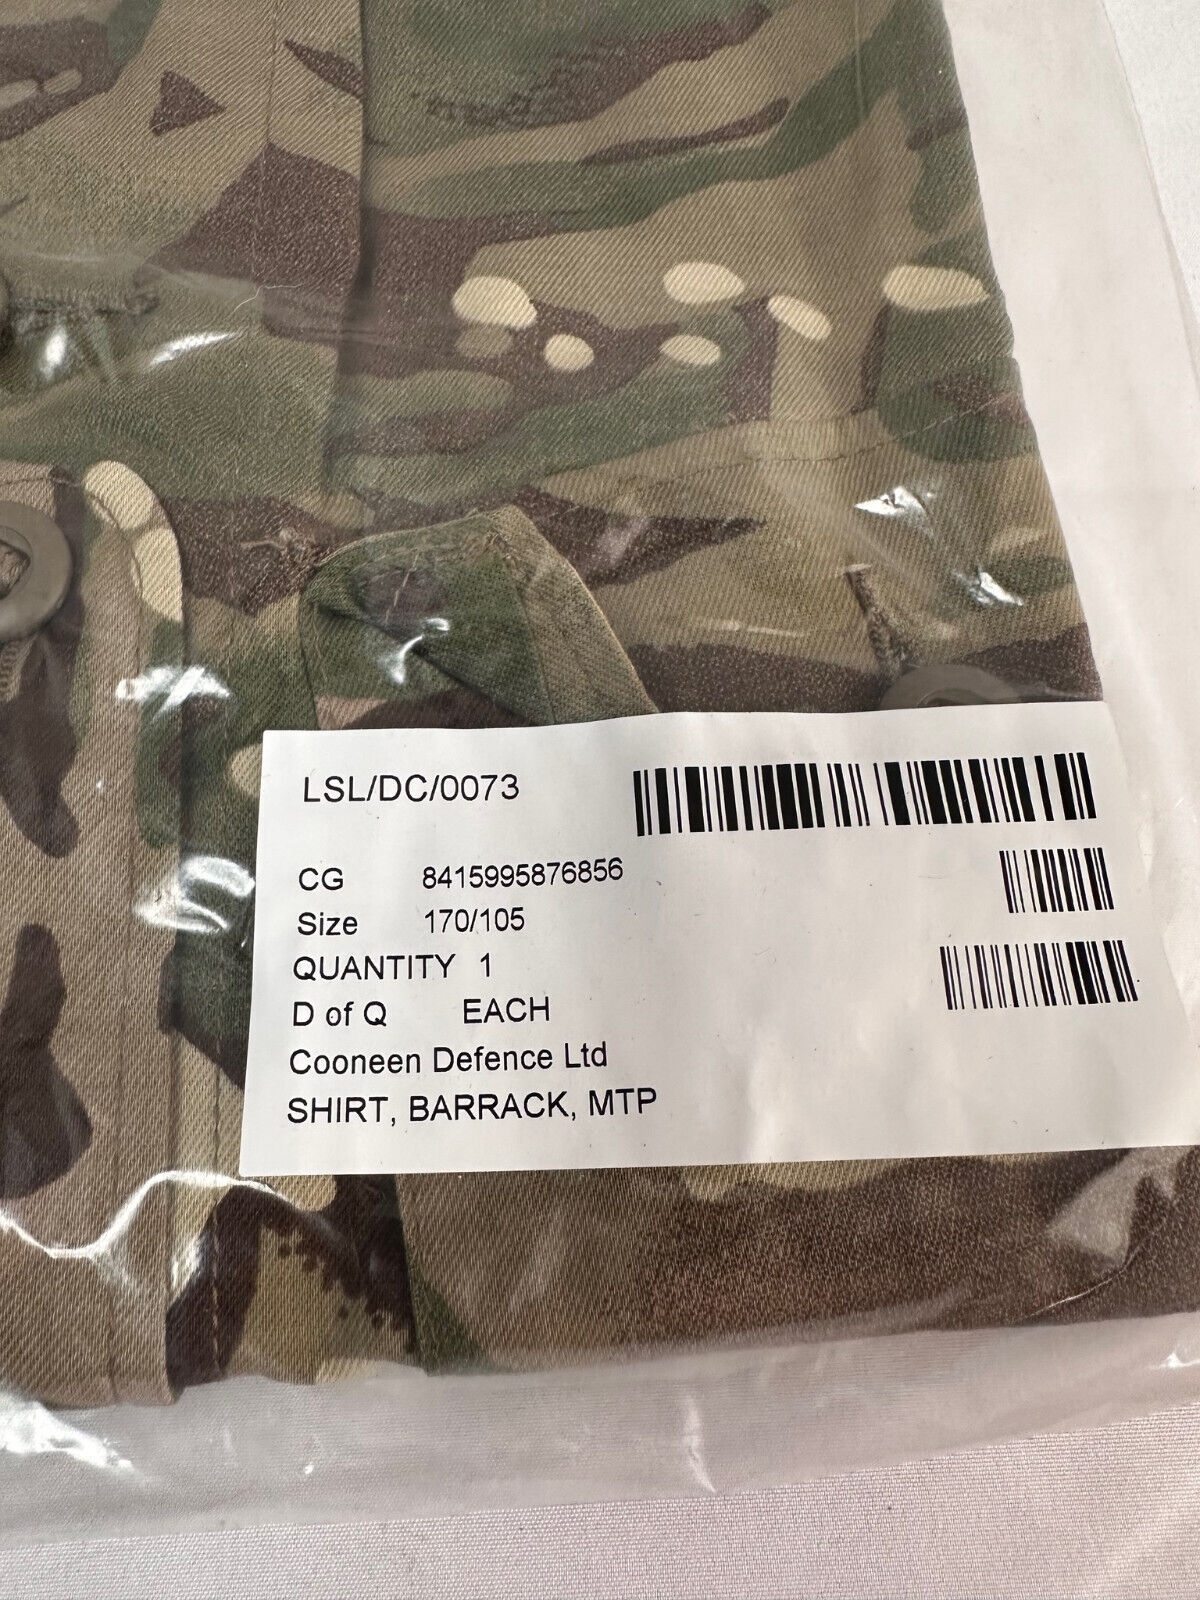 LSL/DC/0073
CG 8415995876856
Size 170/105
QUANTITY 1
D of Q EACH
Cooneen Defence Ltd
SHIRT, BARRACK, MTP